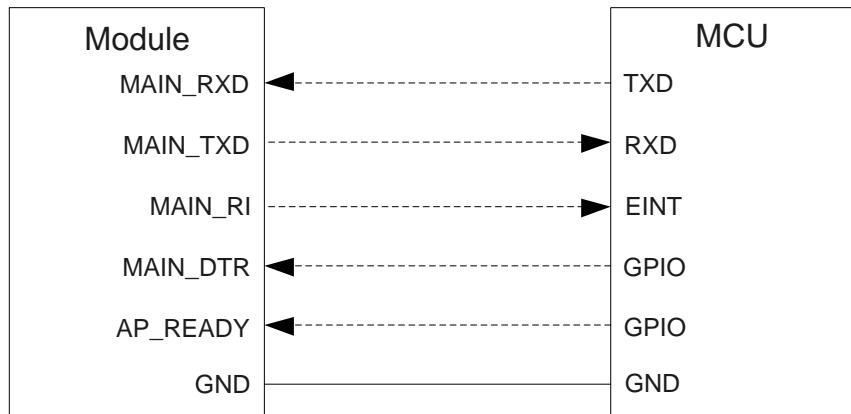 Module MCU
MAIN_RXD TXD
MAIN_TXD RXD
MAIN_RI EINT
MAIN_DTR GPIO
AP_READY GPIO
GND GND